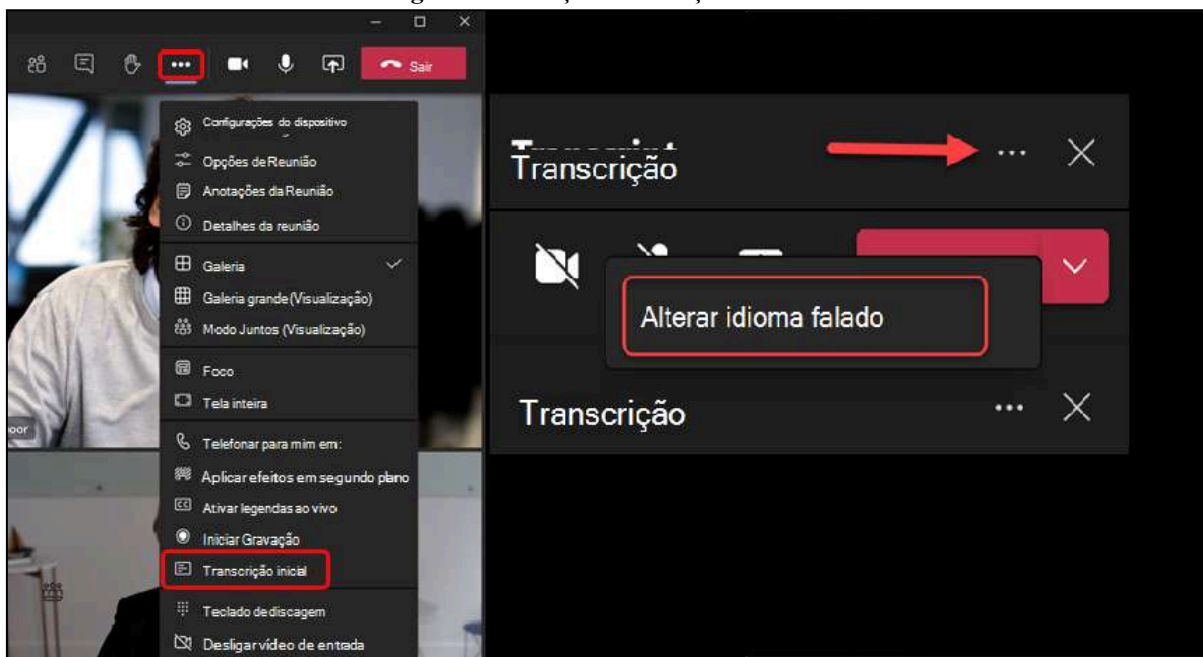 Sair
Configurações do dispositivo
Opções de Reunião
Anotações da Reunião
Detalhes da reunião
Galeria
Galeria grande (Visualização)
Modo Juntos (Visualização)
Foco
Tela inteira
Telefonar para mim em:
Aplicar efeitos em segundo plano
Ativar legendas ao vivo
Iniciar Gravação
Transcrição inicial
Teclado de discagem
Desligar vídeo de entrada
Transcrição
Alterar idioma falado
Transcrição